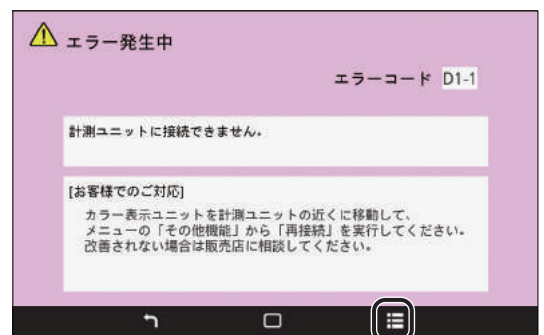 エラー発生中
エラーコード D1-1
計測ユニットに接続できません。
[お客様でのご対応]
カラー表示ユニットを計測ユニットの近くに移動して、
メニューの「その他機能」から「再接続」を実行してください。
改善されない場合は販売店に相談してください。